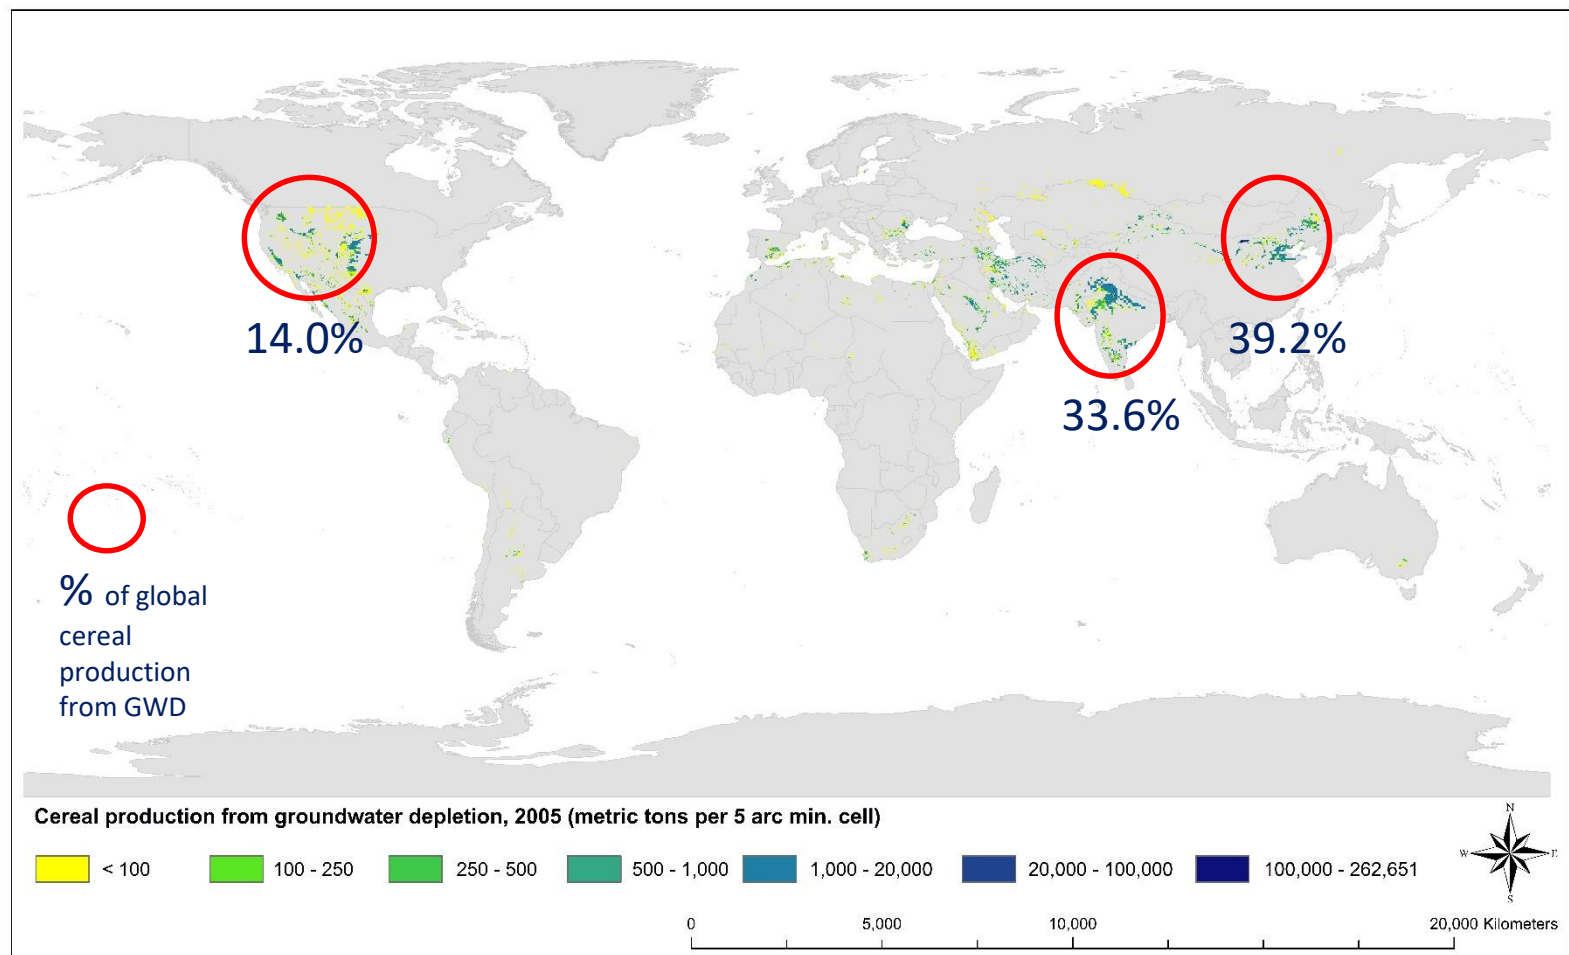 14.0%
39.2%
33.6%
% of global
cereal
production
from GWD
Cereal production from groundwater depletion, 2005 (metric tons per 5 arc min. cell)
< 100
100 - 250
250 - 500
500 - 1,000
1,000 - 20,000
20,000 - 100,000
100,000 - 262,651
N
W E
S
0 5,000 10,000 20,000 Kilometers